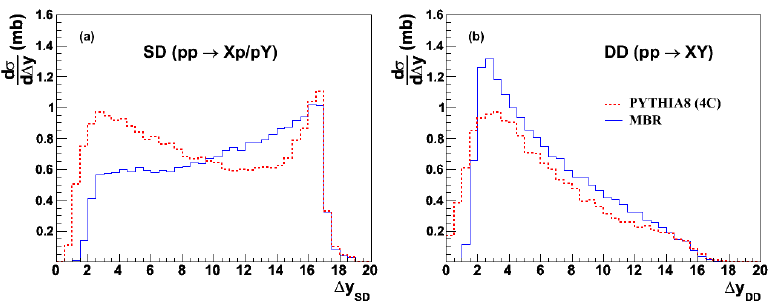 (a)
SD (pp → Xp/pY)
dσ/dΔy (mb)
1.6
1.4
1.2
1
0.8
0.6
0.4
0.2
0 2 4 6 8 10 12 14 16 18 20
Δy_SD
(b)
DD (pp → XY)
dσ/dΔy (mb)
1.6
1.4
1.2
1
0.8
0.6
0.4
0.2
PYTHIA8 (4C)
MBR
0 2 4 6 8 10 12 14 16 18 20
Δy_DD